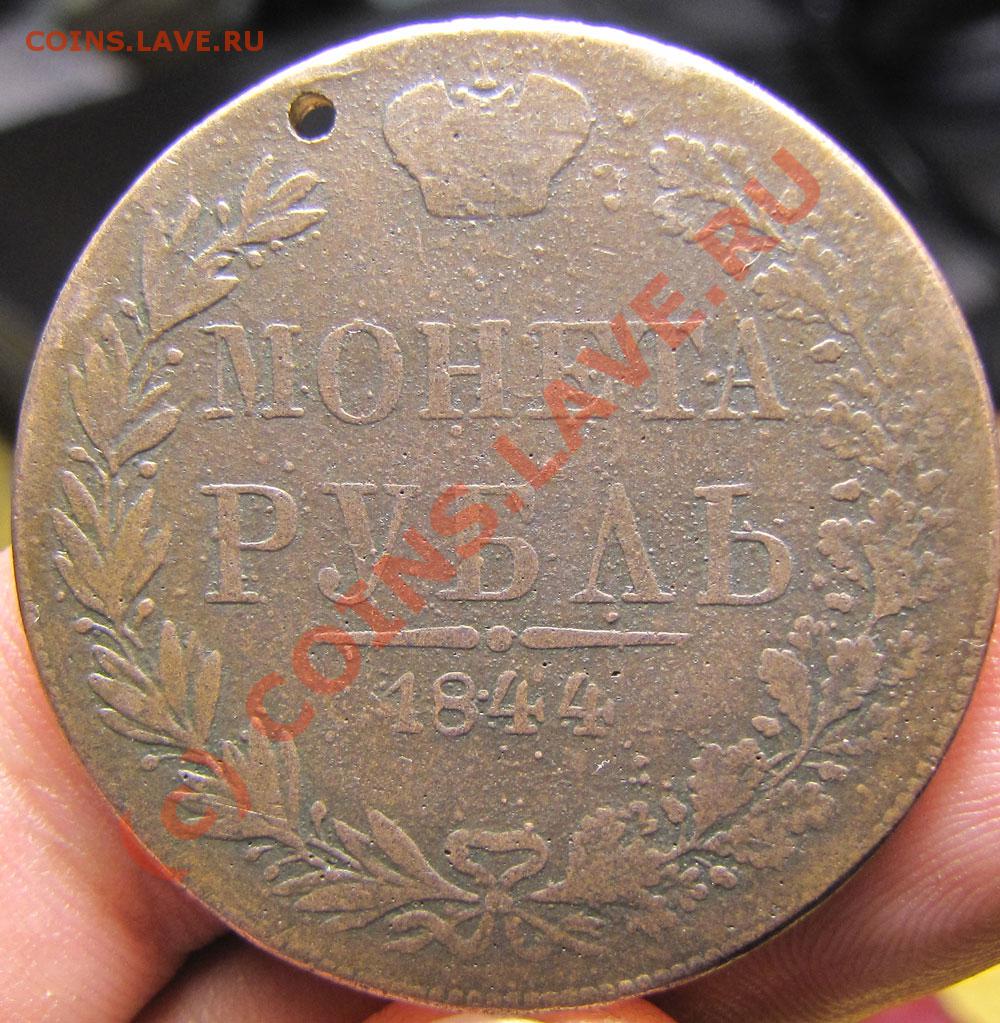 COINS.LAVE.RU
МОНЕТА
РУБЛЬ
1844
(c) COINS.LAVE.RU